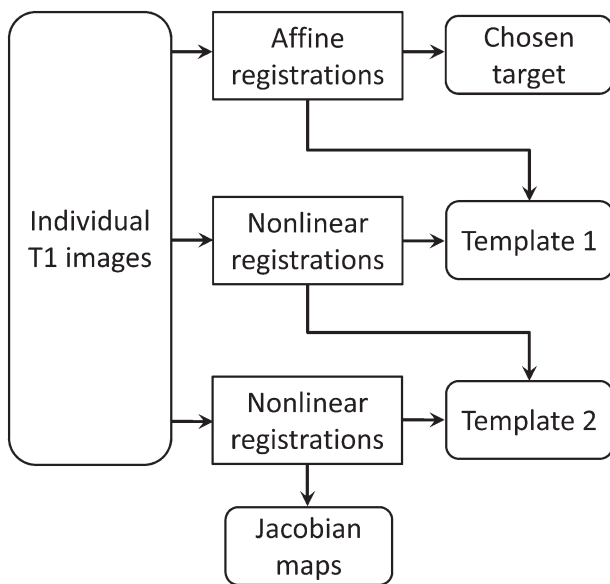 Affine
registrations
Chosen
target
Individual
T1 images
Nonlinear
registrations
Template 1
Nonlinear
registrations
Template 2
Jacobian
maps